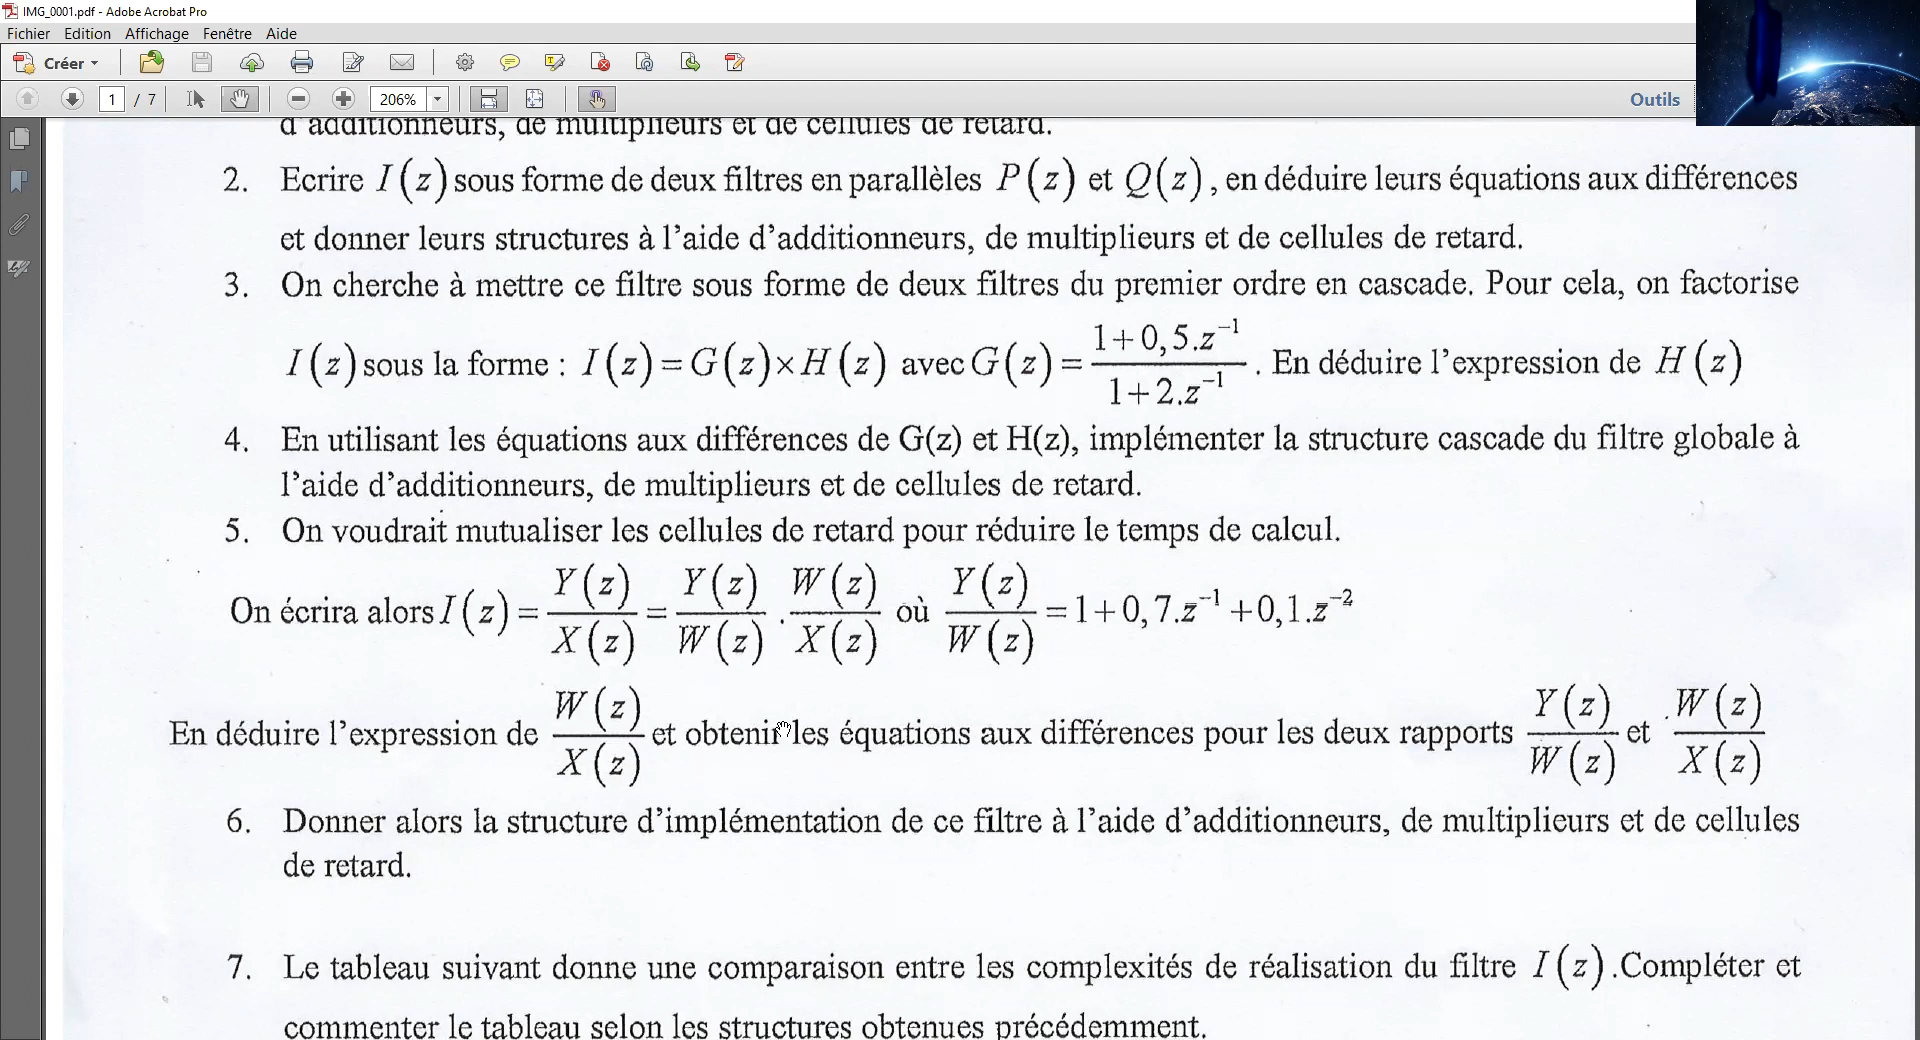 IMG_0001.pdf - Adobe Acrobat Pro
Fichier Edition Affichage Fenêtre Aide
Créer
1 / 7 206% Outils
d'additionneurs, de multiplieurs et de cellules de retard.
2. Ecrire I(z) sous forme de deux filtres en parallèles P(z) et Q(z), en déduire leurs équations aux différences
et donner leurs structures à l'aide d'additionneurs, de multiplieurs et de cellules de retard.
3. On cherche à mettre ce filtre sous forme de deux filtres du premier ordre en cascade. Pour cela, on factorise
I(z) sous la forme : I(z) = G(z) × H(z) avec G(z) = (1+0,5.z⁻¹)/(1+2.z⁻¹). En déduire l'expression de H(z)
4. En utilisant les équations aux différences de G(z) et H(z), implémenter la structure cascade du filtre globale à
l'aide d'additionneurs, de multiplieurs et de cellules de retard.
5. On voudrait mutualiser les cellules de retard pour réduire le temps de calcul.
On écrira alors I(z) = Y(z)/X(z) = Y(z)/W(z) . W(z)/X(z) où Y(z)/W(z) = 1+0,7.z⁻¹+0,1.z⁻²
En déduire l'expression de W(z)/X(z) et obtenir les équations aux différences pour les deux rapports Y(z)/W(z) et .W(z)/X(z)
6. Donner alors la structure d'implémentation de ce filtre à l'aide d'additionneurs, de multiplieurs et de cellules
de retard.
7. Le tableau suivant donne une comparaison entre les complexités de réalisation du filtre I(z).Compléter et
commenter le tableau selon les structures obtenues précédemment.